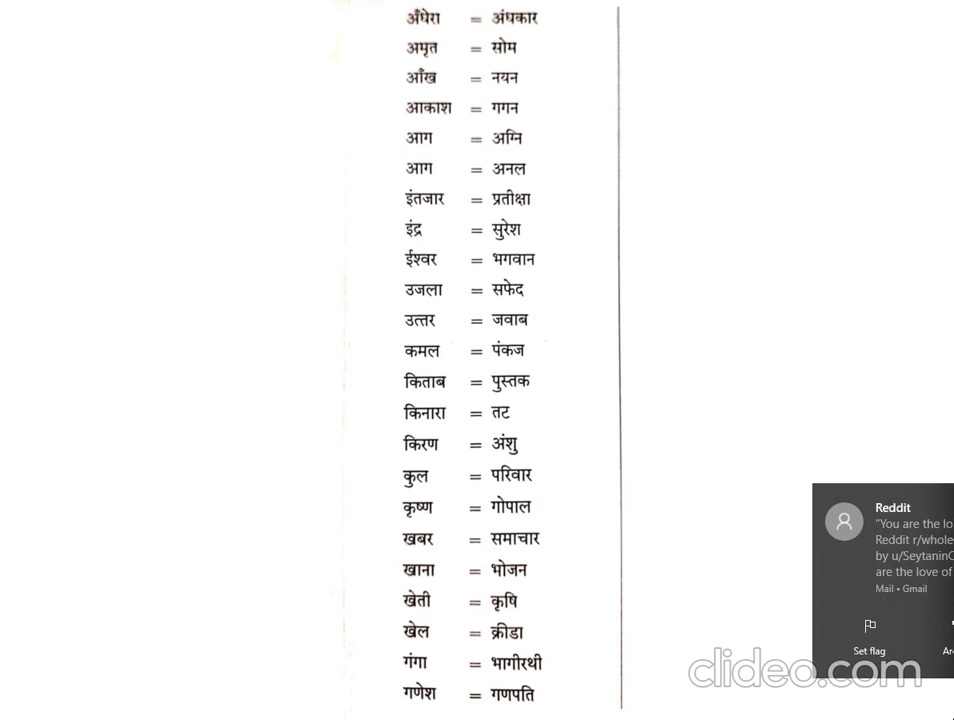 अँधेरा = अंधकार
अमृत = सोम
आँख = नयन
आकाश = गगन
आग = अग्नि
आग = अनल
इंतजार = प्रतीक्षा
इंद्र = सुरेश
ईश्वर = भगवान
उजला = सफेद
उत्तर = जवाब
कमल = पंकज
किताब = पुस्तक
किनारा = तट
किरण = अंशु
कुल = परिवार
कृष्ण = गोपाल
खबर = समाचार
खाना = भोजन
खेती = कृषि
खेल = क्रीडा
गंगा = भागीरथी
गणेश = गणपति
Reddit
"You are the lo
Reddit r/whole
by u/SeytaninC
are the love of
Mail • Gmail
Set flag
clideo.com